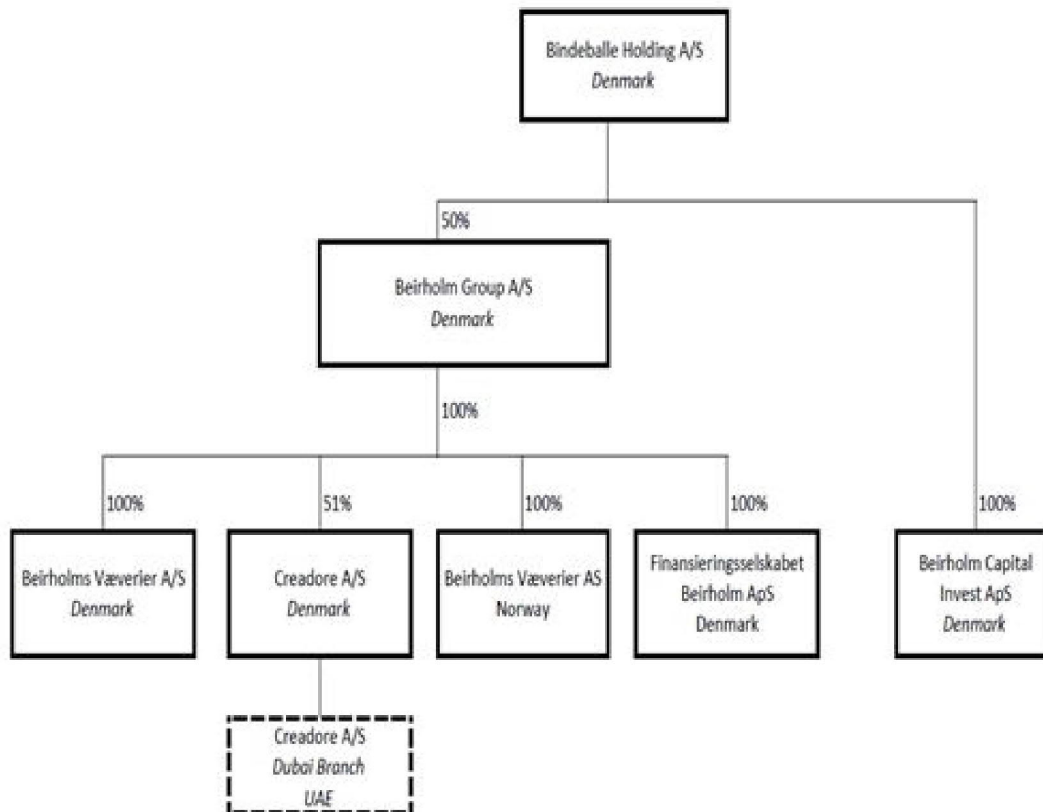 Bindeballe Holding A/S
Denmark
50%
Beirholm Group A/S
Denmark
100%
100%
51%
100%
100%
100%
Beirholms Væverier A/S
Denmark
Creadore A/S
Denmark
Beirholms Væverier AS
Norway
Finansieringsselskabet
Beirholm ApS
Denmark
Beirholm Capital
Invest ApS
Denmark
Creadore A/S
Dubai Branch
UAE